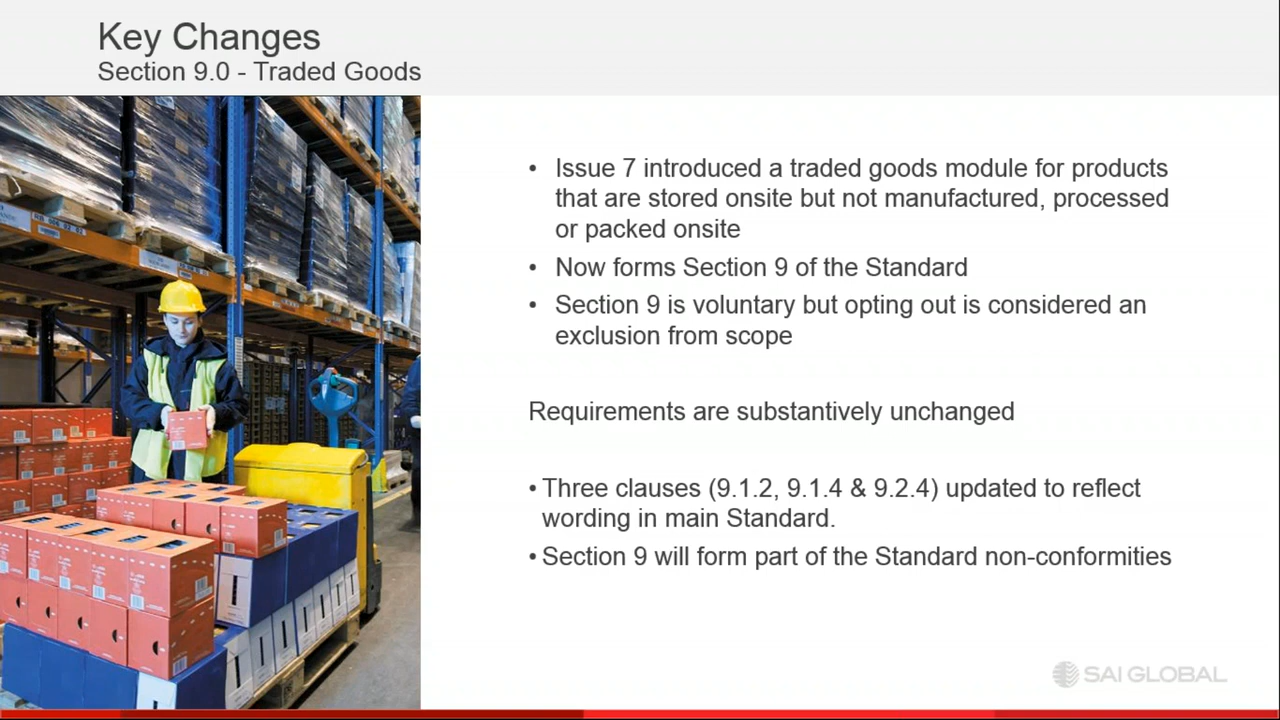 Key Changes
Section 9.0 - Traded Goods
• Issue 7 introduced a traded goods module for products
that are stored onsite but not manufactured, processed
or packed onsite
• Now forms Section 9 of the Standard
• Section 9 is voluntary but opting out is considered an
exclusion from scope
Requirements are substantively unchanged
• Three clauses (9.1.2, 9.1.4 & 9.2.4) updated to reflect
wording in main Standard.
• Section 9 will form part of the Standard non-conformities
SAI GLOBAL